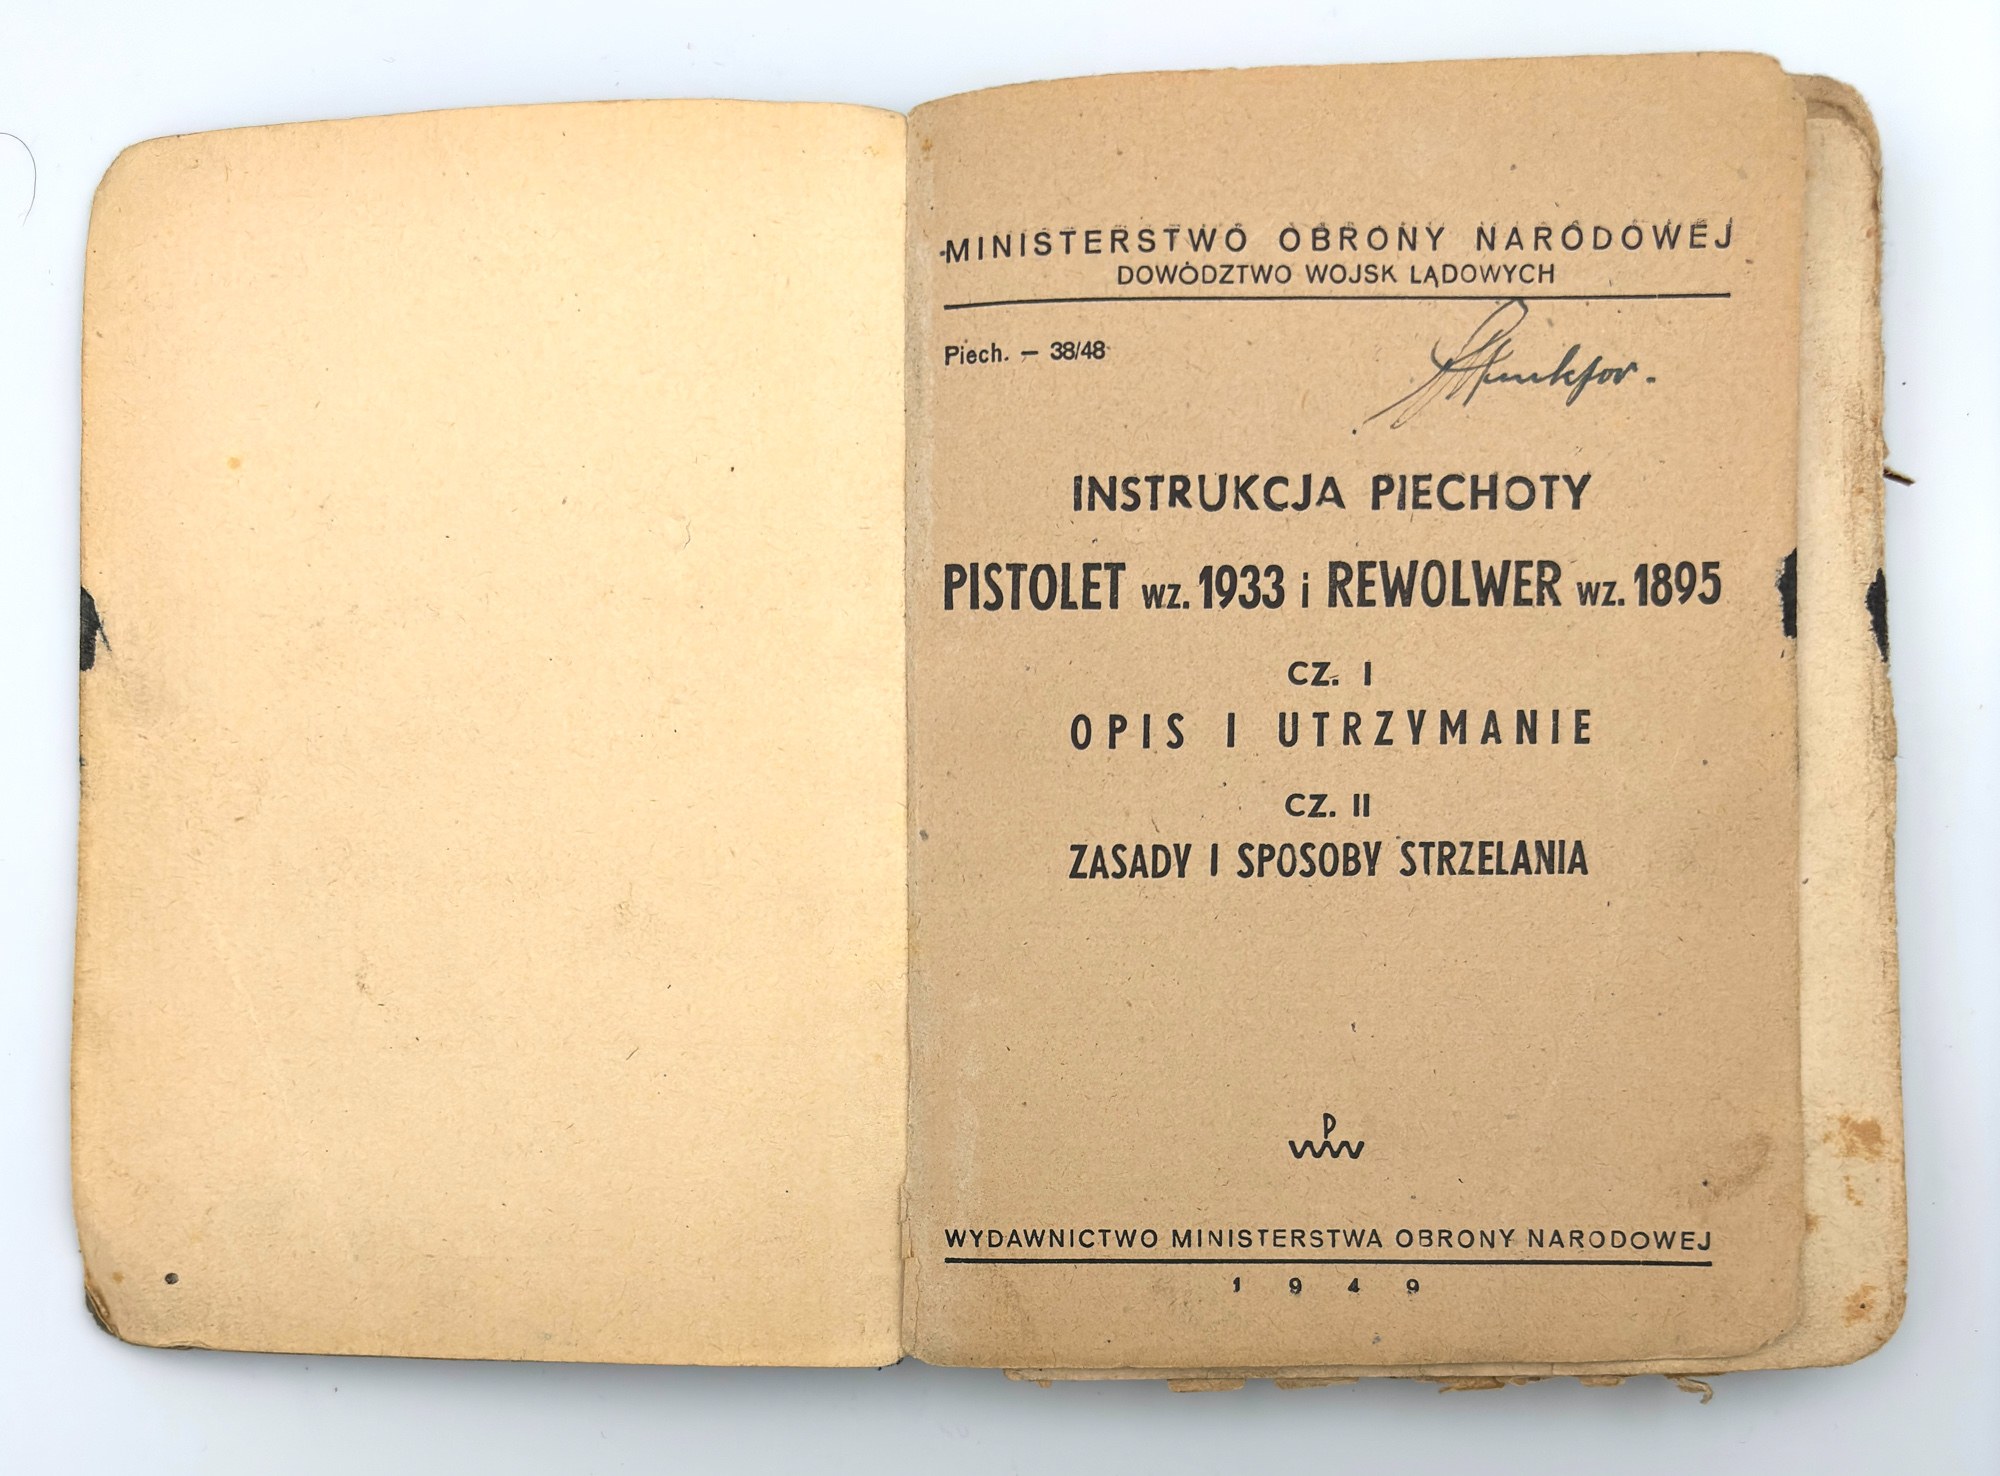 MINISTERSTWO OBRONY NARODOWEJ
DOWÓDZTWO WOJSK LĄDOWYCH
Piech. — 38/48
INSTRUKCJA PIECHOTY
PISTOLET wz. 1933 i REWOLWER wz. 1895
CZ. I
OPIS I UTRZYMANIE
CZ. II
ZASADY I SPOSOBY STRZELANIA
WYDAWNICTWO MINISTERSTWA OBRONY NARODOWEJ
1949